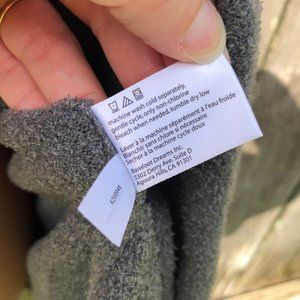 machine wash cold separately,
gentle cycle, only non-chlorine
bleach when needed, tumble dry low
Laver à la machine séparément à l'eau froide
Blanchir sans chlore si nécessaire
Secher à la machine cycle doux
Barefoot Dreams Inc.
5302 Derry Ave. Suite D
Agoura Hills, CA 91301